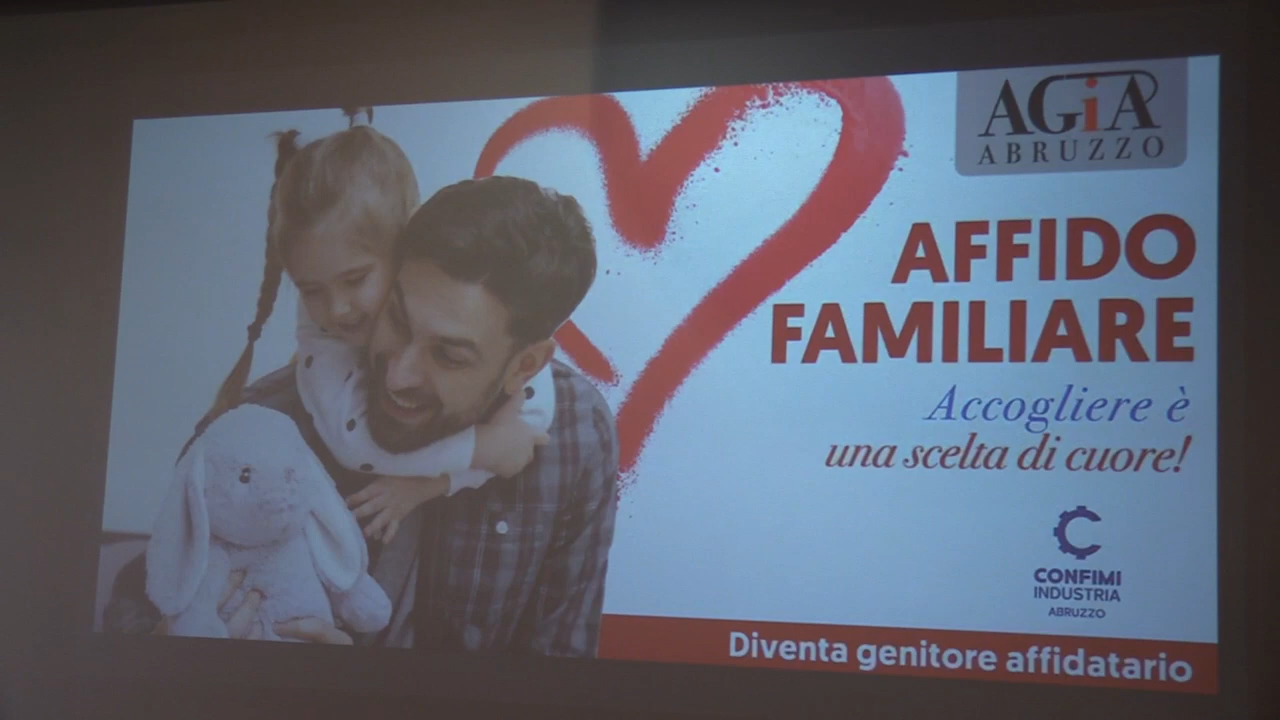 AGiA
ABRUZZO
AFFIDO
FAMILIARE
Accogliere è
una scelta di cuore!
CONFIMI
INDUSTRIA
ABRUZZO
Diventa genitore affidatario